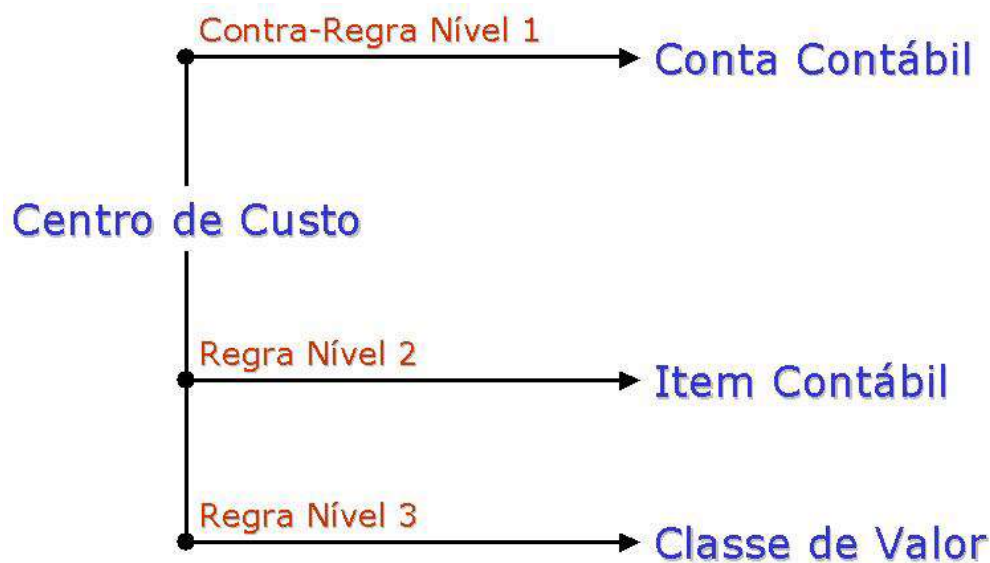 Contra-Regra Nível 1
Conta Contábil
Centro de Custo
Regra Nível 2
Item Contábil
Regra Nível 3
Classe de Valor